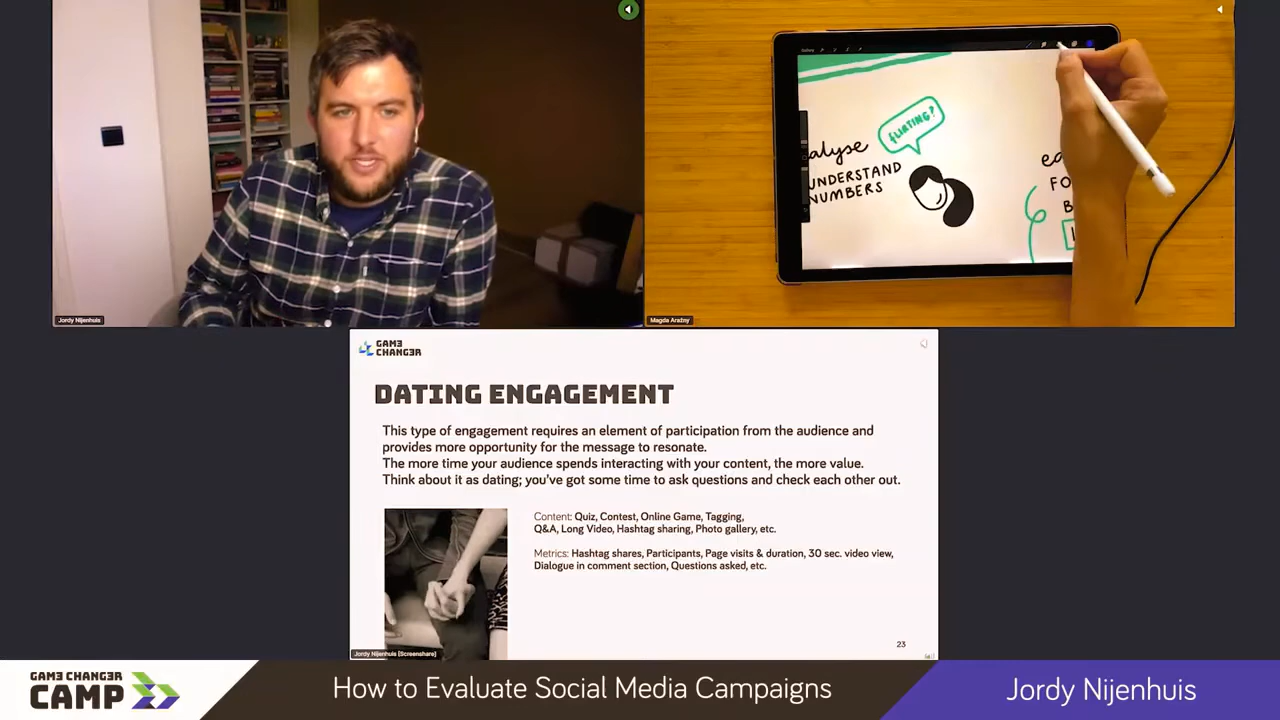 Jordy Nijenhuis
FLIRTING?
alyse
UNDERSTAND
NUMBERS
FO
B
Magda Arażny
GAME
CHANGER
DATING ENGAGEMENT
This type of engagement requires an element of participation from the audience and
provides more opportunity for the message to resonate.
The more time your audience spends interacting with your content, the more value.
Think about it as dating; you've got some time to ask questions and check each other out.
Content: Quiz, Contest, Online Game, Tagging,
Q&A, Long Video, Hashtag sharing, Photo gallery, etc.
Metrics: Hashtag shares, Participants, Page visits & duration, 30 sec. video view,
Dialogue in comment section, Questions asked, etc.
23
Jordy Nijenhuis [Screenshare]
GAM3 CHANG3R
CAMP
How to Evaluate Social Media Campaigns
Jordy Nijenhuis